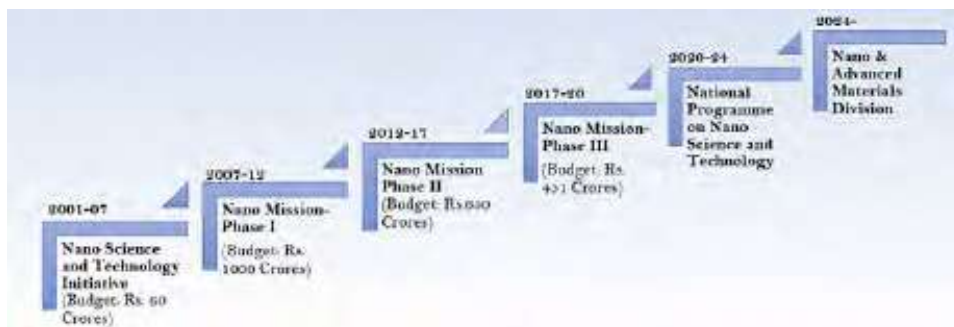 2001-07
Nano Science
and Technology
Initiative
(Budget: Rs. 60
Crores)
2007-12
Nano Mission-
Phase I
(Budget: Rs.
1000 Crores)
2012-17
Nano Mission
Phase II
(Budget:
Crores)
2017-20
Nano Mission-
Phase III
(Budget: Rs.
Crores)
2020-24
National
Programme
on Nano
Science and
Technology
2024-
Nano &
Advanced
Materials
Division